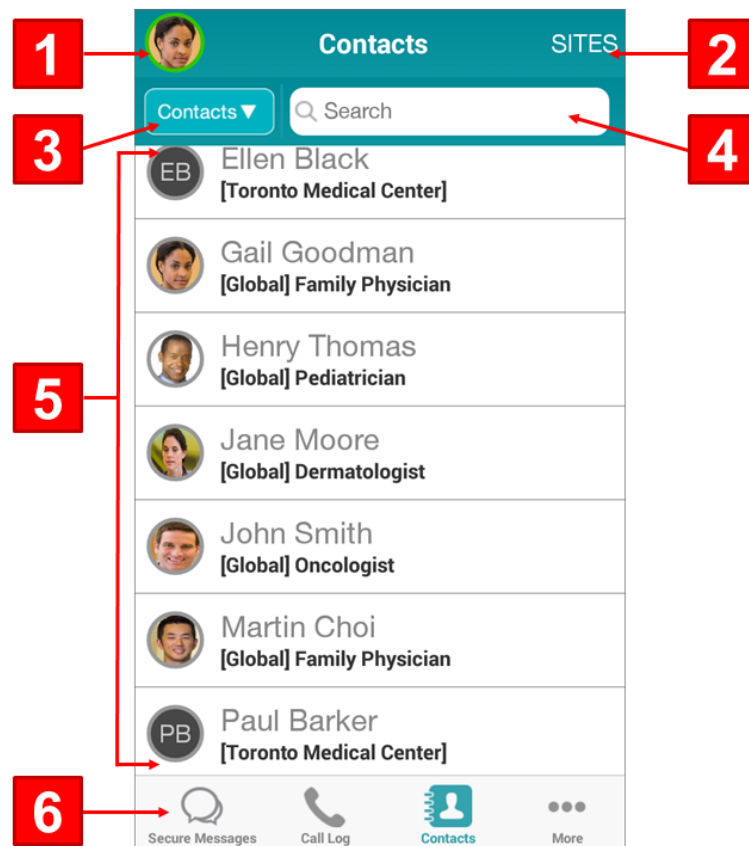 1
Contacts
SITES
2
3
Contacts ▼
Search
4
EB
Ellen Black
[Toronto Medical Center]
Gail Goodman
[Global] Family Physician
Henry Thomas
[Global] Pediatrician
5
Jane Moore
[Global] Dermatologist
John Smith
[Global] Oncologist
Martin Choi
[Global] Family Physician
PB
Paul Barker
[Toronto Medical Center]
6
Secure Messages
Call Log
Contacts
More